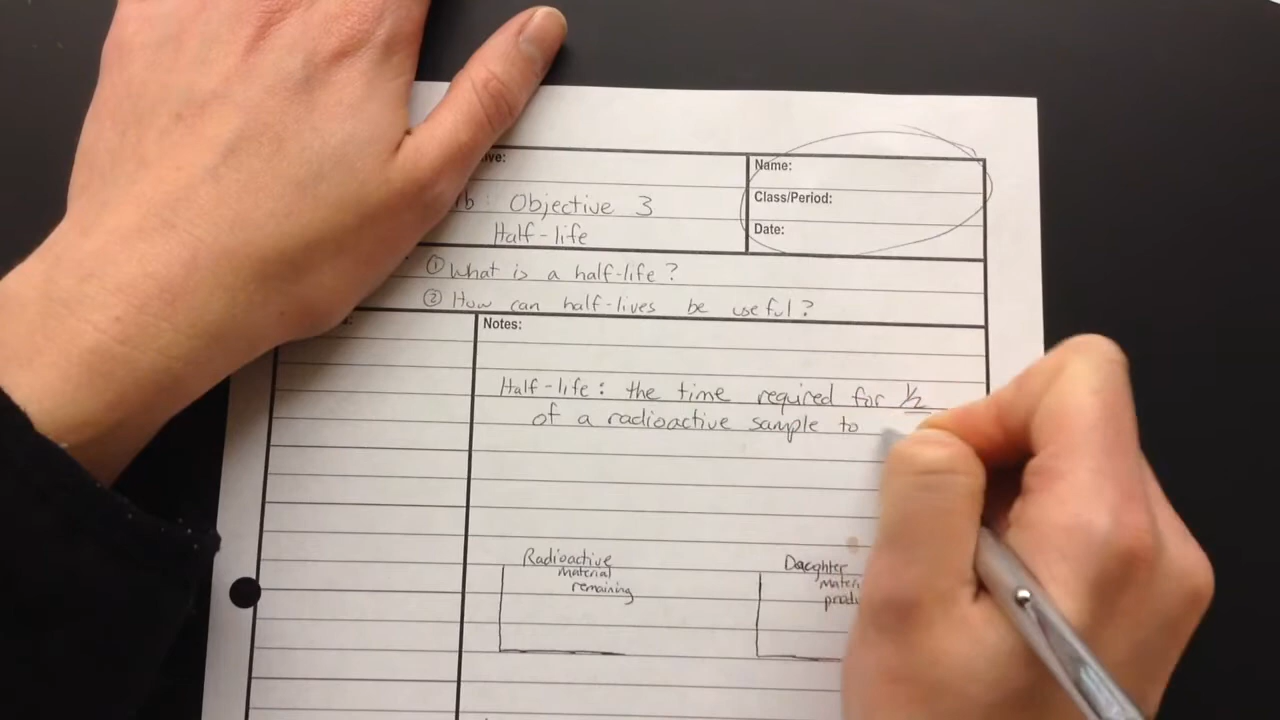 Name:
Objective 3
Class/Period:
Half-life
Date:
① What is a half-life?
② How can half-lives be useful?
Notes:
Half-life: the time required for 1/2
of a radioactive sample to
Radioactive
material
remaining
Daughter